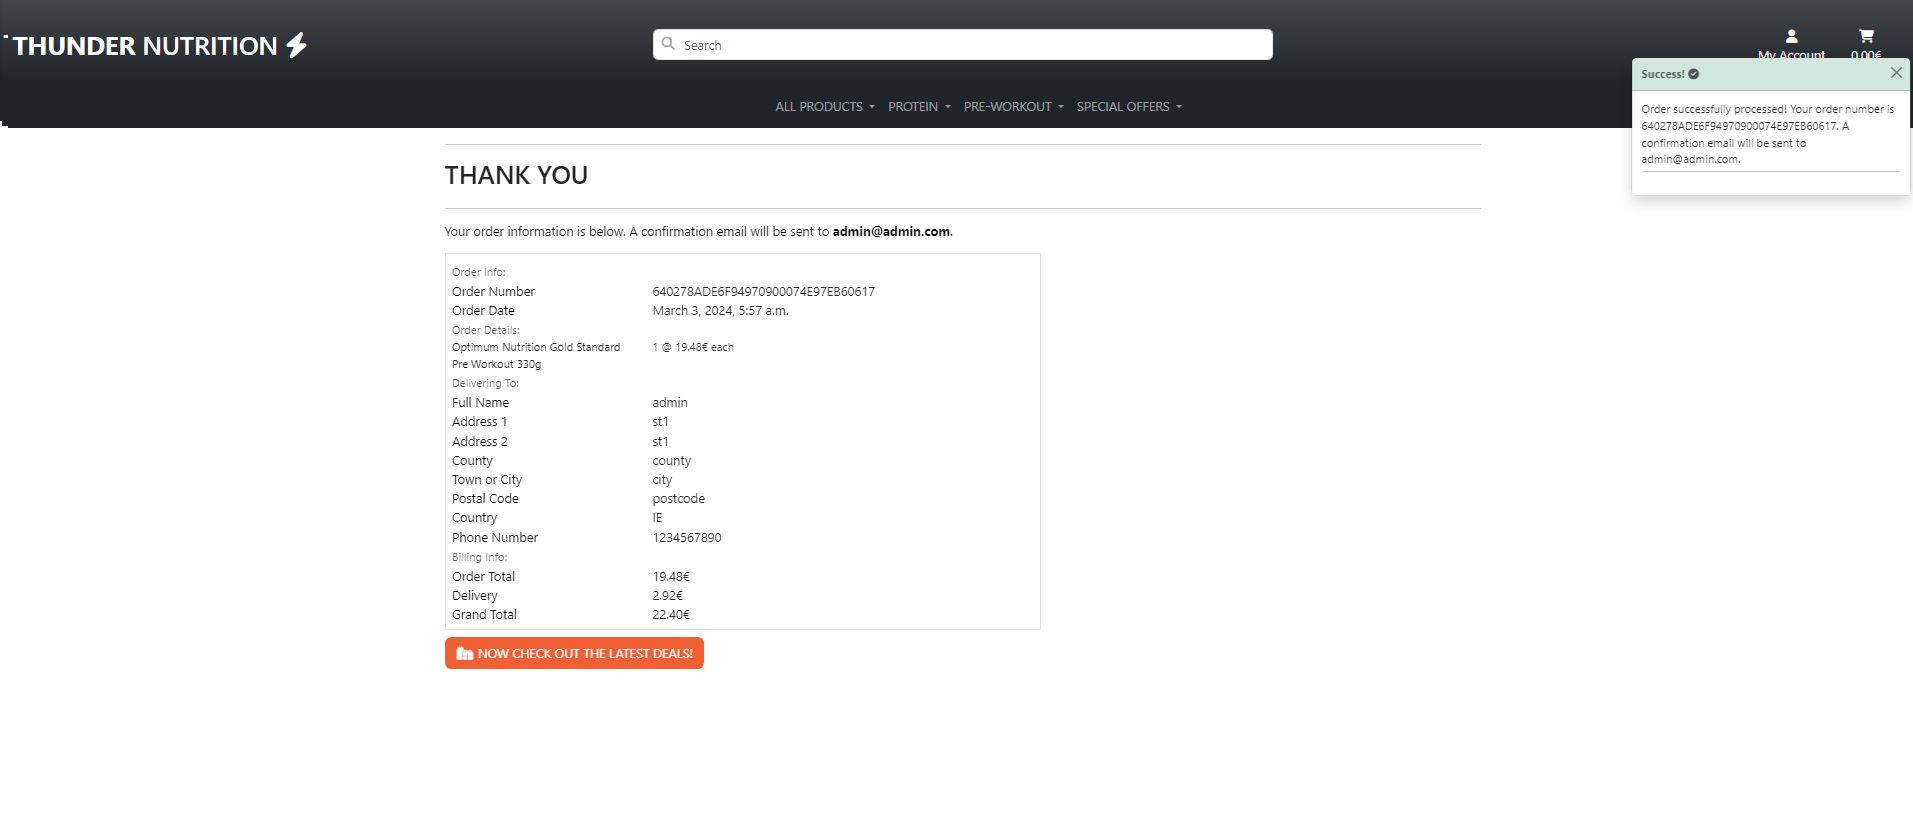 THUNDER NUTRITION
Search
My Account
0.00€
ALL PRODUCTS
PROTEIN
PRE-WORKOUT
SPECIAL OFFERS
Success!
Order successfully processed! Your order number is
640278ADE6F94970900074E97EB60617. A
confirmation email will be sent to
admin@admin.com.
THANK YOU
Your order information is below. A confirmation email will be sent to admin@admin.com.
Order Info:
Order Number 640278ADE6F94970900074E97EB60617
Order Date March 3, 2024, 5:57 a.m.
Order Details:
Optimum Nutrition Gold Standard 1 @ 19.48€ each
Pre Workout 330g
Delivering To:
Full Name admin
Address 1 st1
Address 2 st1
County county
Town or City city
Postal Code postcode
Country IE
Phone Number 1234567890
Billing Info:
Order Total 19.48€
Delivery 2.92€
Grand Total 22.40€
NOW CHECK OUT THE LATEST DEALS!